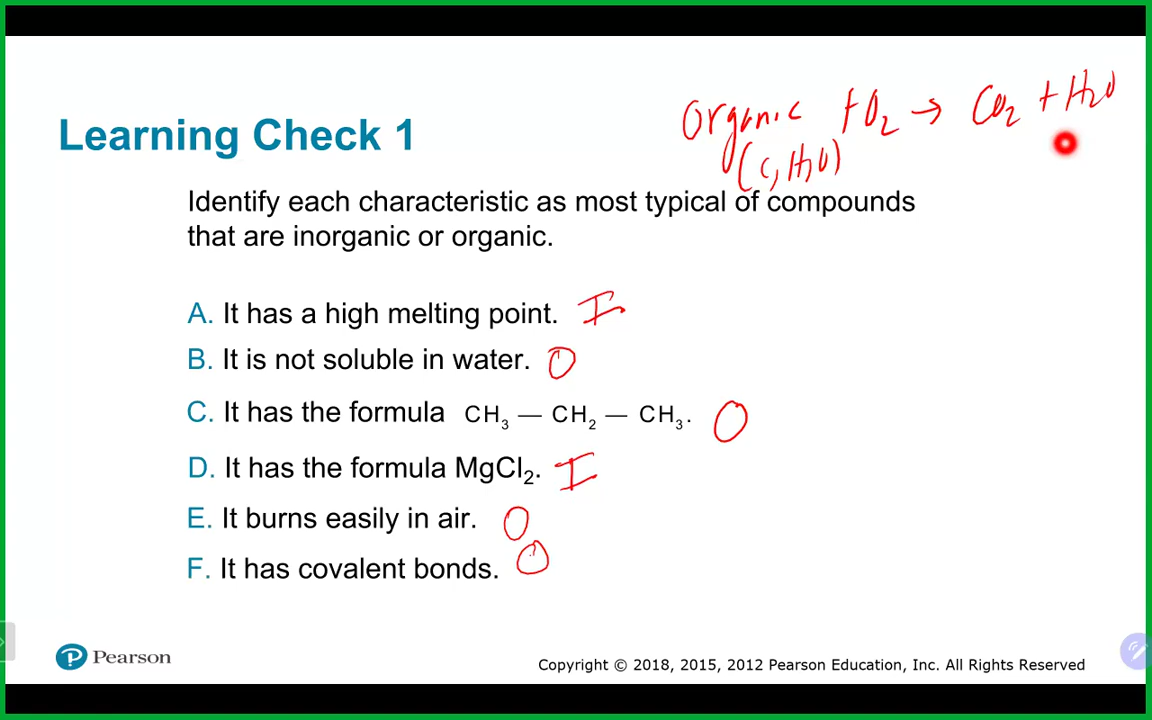 Organic + O₂ → CO₂ + H₂O
(C, H, O)
Learning Check 1
Identify each characteristic as most typical of compounds
that are inorganic or organic.
A. It has a high melting point. I
B. It is not soluble in water. O
C. It has the formula CH₃ — CH₂ — CH₃. O
D. It has the formula MgCl₂. I
E. It burns easily in air. O
F. It has covalent bonds. O
P Pearson
Copyright © 2018, 2015, 2012 Pearson Education, Inc. All Rights Reserved